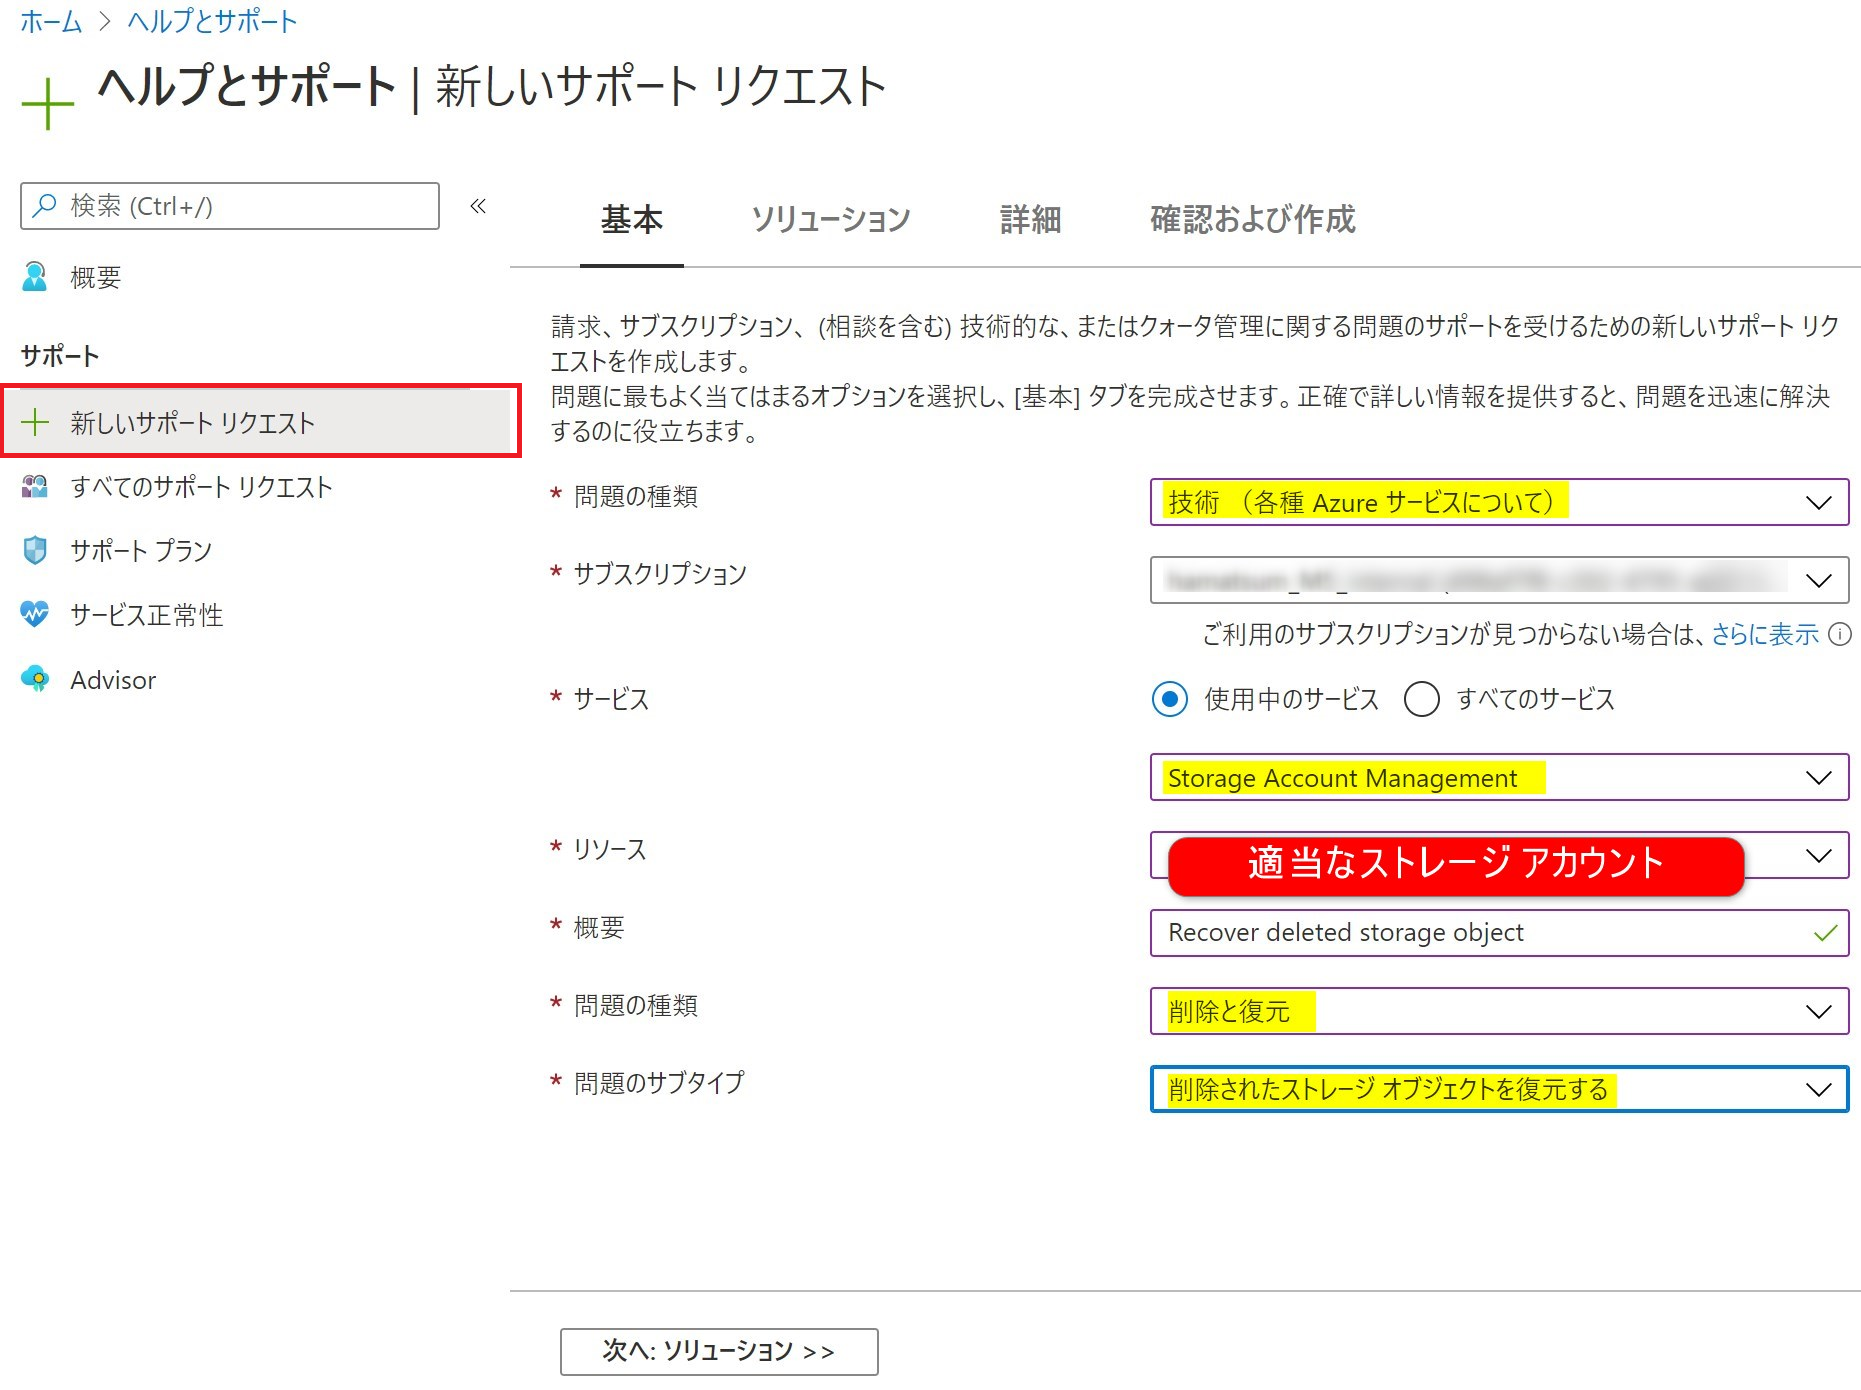 ホーム > ヘルプとサポート
ヘルプとサポート | 新しいサポート リクエスト
検索 (Ctrl+/)
«
概要
サポート
新しいサポート リクエスト
すべてのサポート リクエスト
サポート プラン
サービス正常性
Advisor
基本 ソリューション 詳細 確認および作成
請求、サブスクリプション、(相談を含む) 技術的な、またはクォータ管理に関する問題のサポートを受けるための新しいサポート リク
エストを作成します。
問題に最もよく当てはまるオプションを選択し、[基本] タブを完成させます。正確で詳しい情報を提供すると、問題を迅速に解決
するのに役立ちます。
* 問題の種類 技術 (各種 Azure サービスについて)
* サブスクリプション
ご利用のサブスクリプションが見つからない場合は、さらに表示
* サービス 使用中のサービス すべてのサービス
Storage Account Management
* リソース 適当なストレージ アカウント
* 概要 Recover deleted storage object
* 問題の種類 削除と復元
* 問題のサブタイプ 削除されたストレージ オブジェクトを復元する
次へ: ソリューション >>